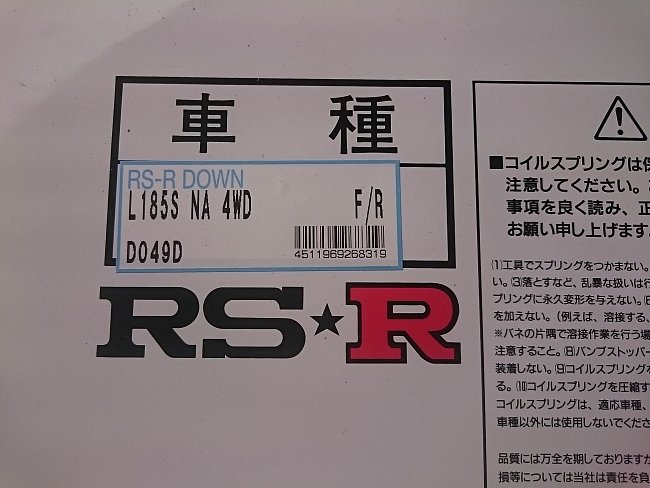 車種
RS-R DOWN
L185S NA 4WD F/R
D049D
4511969268319
RS★R
■コイルスプリングは
注意してください。
事項を良く読み、正
お願い申し上げます
(1)工具でスプリングをつかまない。
い。(3)落とすなど、乱暴な扱いは行
プリングに永久変形を与えない。
を加えない。(例えば、溶接する、
※バネの片隅で溶接作業を行う場
注意すること。(8)バンプストッパー
装着しない。(9)コイルスプリングを
る。(10)コイルスプリングを圧縮す
コイルスプリングは、適応車種、
車種以外には使用しないでくださ
品質には万全を期しておりますが
損等については当社は責任を負